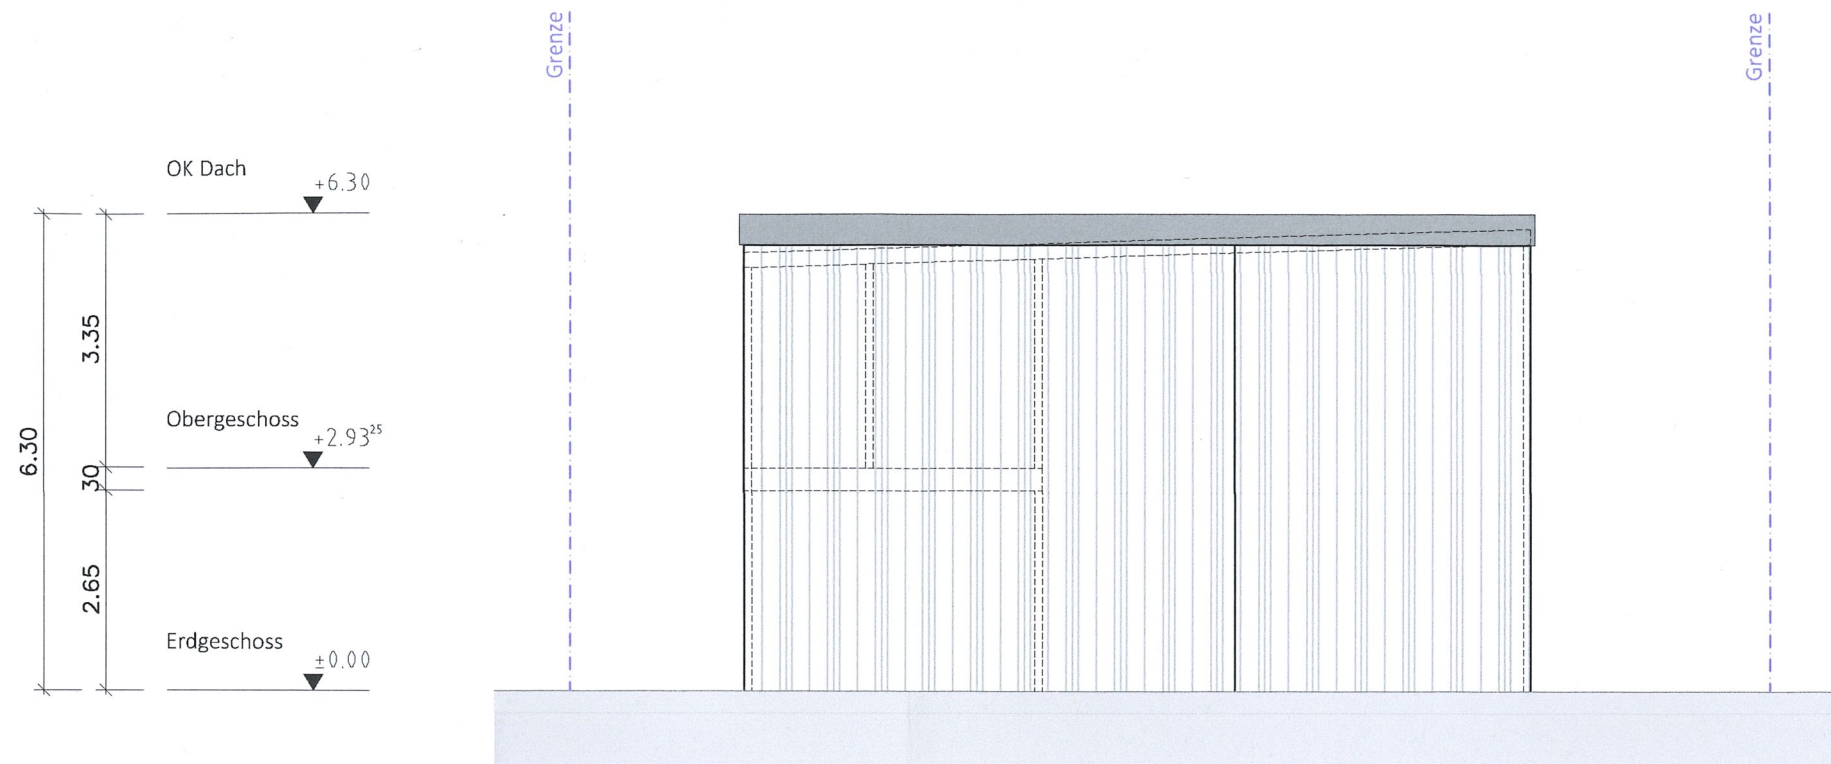 Grenze
Grenze
OK Dach
+6.30
3.35
Obergeschoss
+2.93²⁵
6.30
30
2.65
Erdgeschoss
±0.00